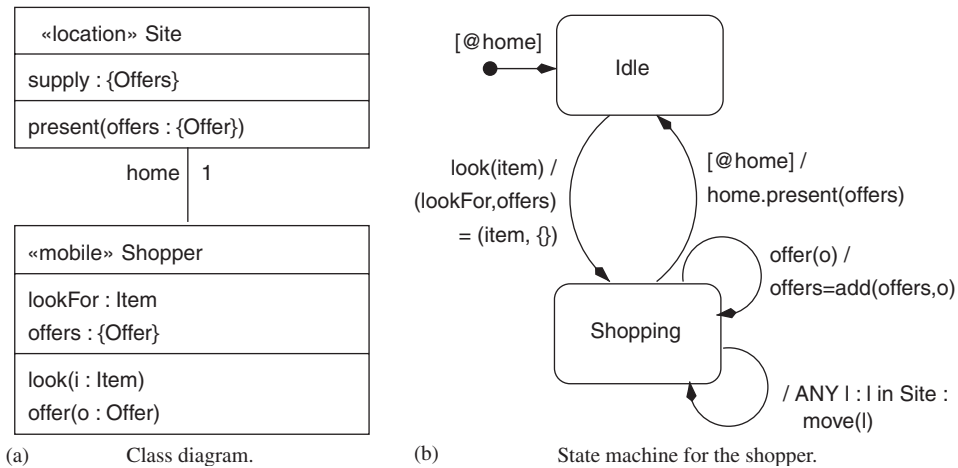 «location» Site
supply : {Offers}
present(offers : {Offer})
home 1
«mobile» Shopper
lookFor : Item
offers : {Offer}
look(i : Item)
offer(o : Offer)
(a) Class diagram.
[@home]
Idle
look(item) /
(lookFor,offers)
= (item, {})
[@home] /
home.present(offers)
offer(o) /
offers=add(offers,o)
Shopping
/ ANY l : l in Site :
move(l)
(b) State machine for the shopper.